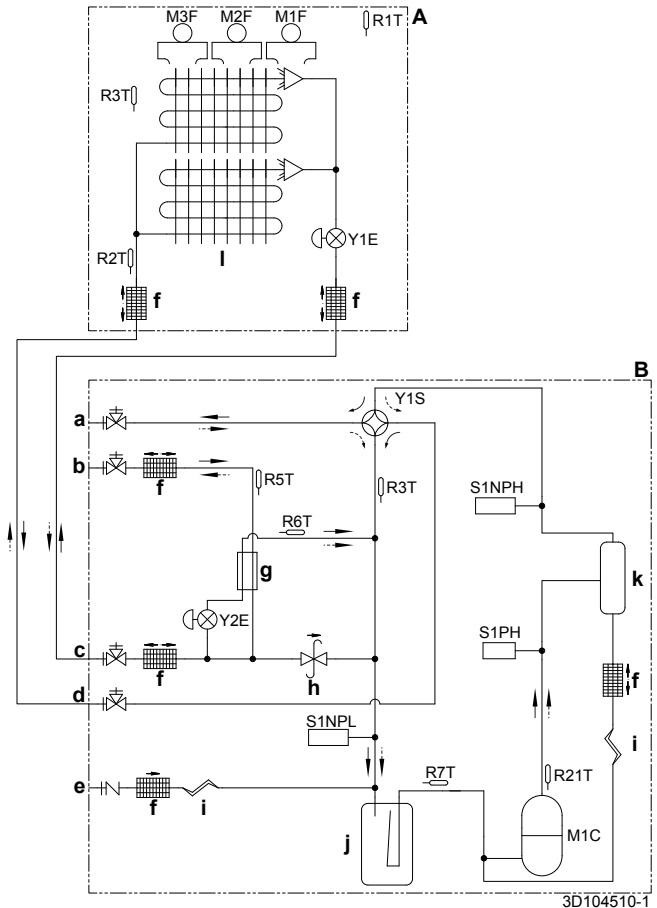 M3F M2F M1F R1T A
R3T
Y1E
R2T
l
f f
B
a Y1S
b
f R5T R3T S1NPH
R6T
g k
Y2E
c S1PH
f h f
d
S1NPL i
e R7T R21T
f i
j M1C
3D104510-1